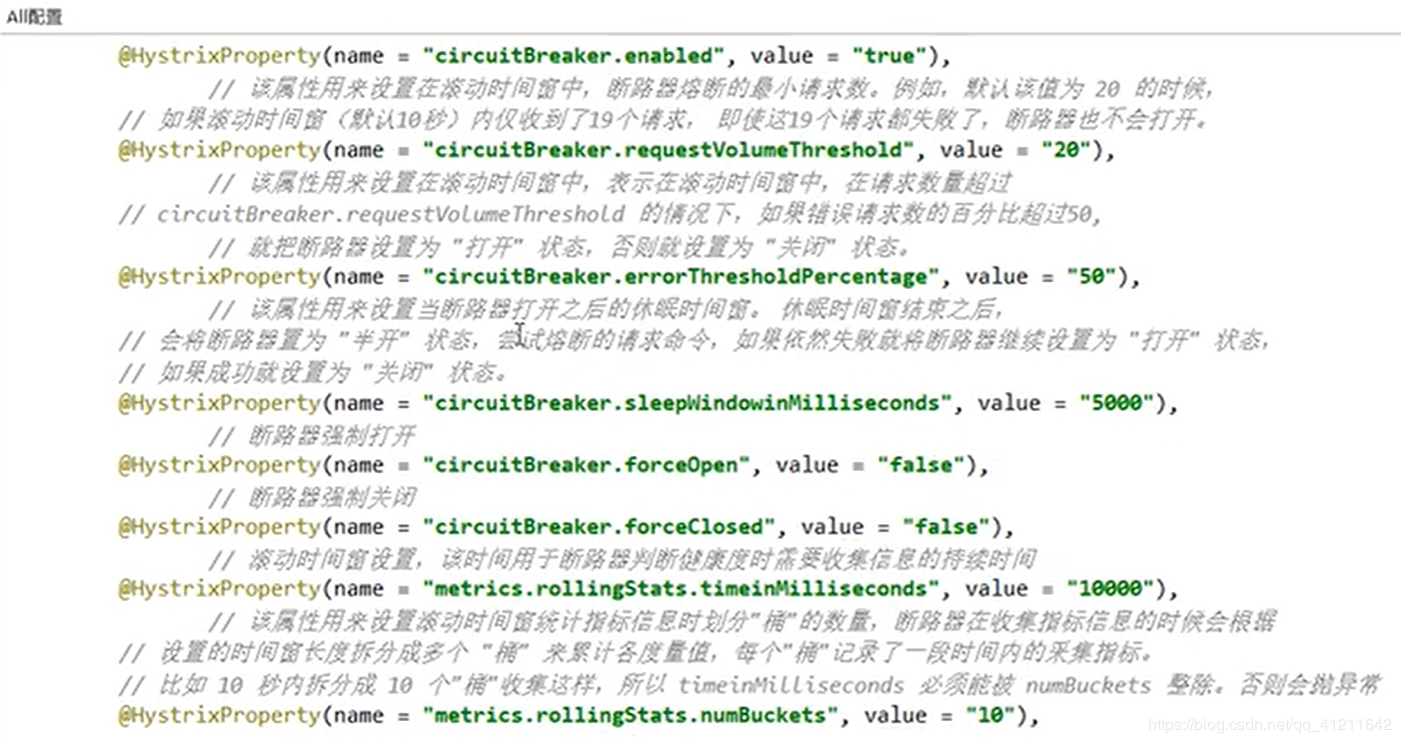 All配置
@HystrixProperty(name = "circuitBreaker.enabled", value = "true"),
// 该属性用来设置在滚动时间窗中，断路器熔断的最小请求数。例如，默认该值为 20 的时候，
// 如果滚动时间窗（默认10秒）内仅收到了19个请求， 即使这19个请求都失败了，断路器也不会打开。
@HystrixProperty(name = "circuitBreaker.requestVolumeThreshold", value = "20"),
// 该属性用来设置在滚动时间窗中，表示在滚动时间窗中，在请求数量超过
// circuitBreaker.requestVolumeThreshold 的情况下，如果错误请求数的百分比超过50,
// 就把断路器设置为 "打开" 状态，否则就设置为 "关闭" 状态。
@HystrixProperty(name = "circuitBreaker.errorThresholdPercentage", value = "50"),
// 该属性用来设置当断路器打开之后的休眠时间窗。 休眠时间窗结束之后，
// 会将断路器置为 "半开" 状态，尝试熔断的请求命令，如果依然失败就将断路器继续设置为 "打开" 状态，
// 如果成功就设置为 "关闭" 状态。
@HystrixProperty(name = "circuitBreaker.sleepWindowinMilliseconds", value = "5000"),
// 断路器强制打开
@HystrixProperty(name = "circuitBreaker.forceOpen", value = "false"),
// 断路器强制关闭
@HystrixProperty(name = "circuitBreaker.forceClosed", value = "false"),
// 滚动时间窗设置，该时间用于断路器判断健康度时需要收集信息的持续时间
@HystrixProperty(name = "metrics.rollingStats.timeinMilliseconds", value = "10000"),
// 该属性用来设置滚动时间窗统计指标信息时划分"桶"的数量，断路器在收集指标信息的时候会根据
// 设置的时间窗长度拆分成多个 "桶" 来累计各度量值，每个"桶"记录了一段时间内的采集指标。
// 比如 10 秒内拆分成 10 个"桶"收集这样，所以 timeinMilliseconds 必须能被 numBuckets 整除。否则会抛异常
@HystrixProperty(name = "metrics.rollingStats.numBuckets", value = "10"),
https://blog.csdn.net/qq_41211642